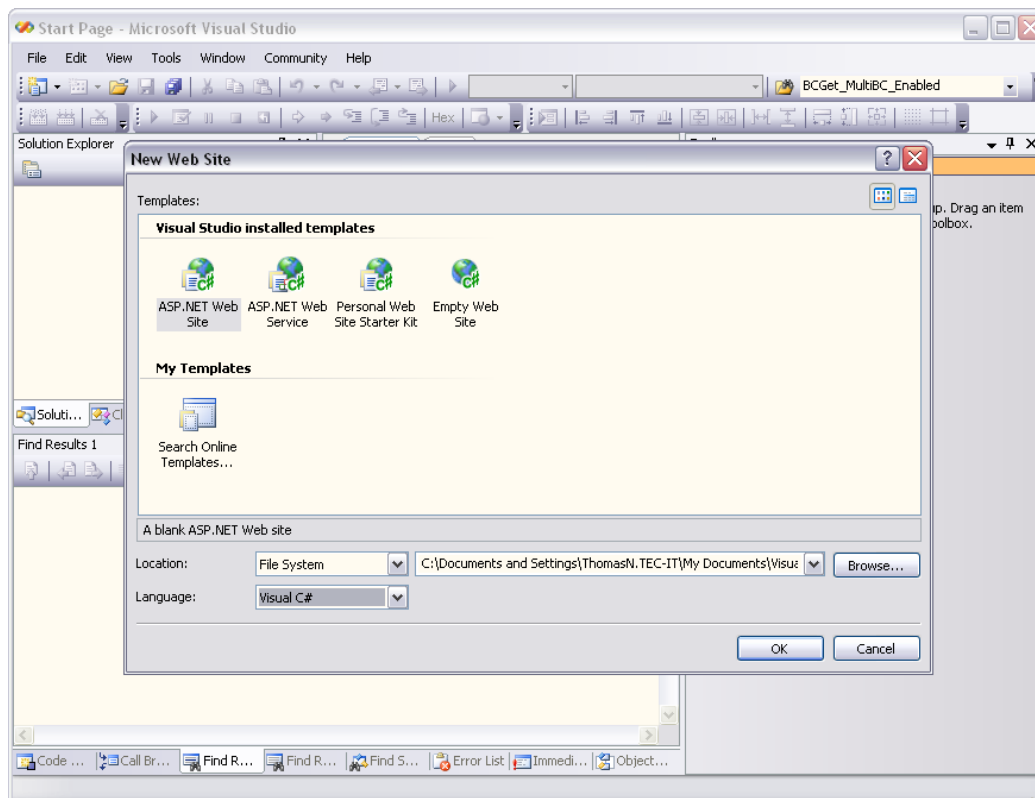 Start Page - Microsoft Visual Studio
File Edit View Tools Window Community Help
BCGet_MultiBC_Enabled
Hex
Solution Explorer
New Web Site
Templates:
up. Drag an item
oolbox.
Visual Studio installed templates
ASP.NET Web Site
ASP.NET Web Service
Personal Web Site Starter Kit
Empty Web Site
My Templates
Search Online
Templates...
Soluti...
Cl
Find Results 1
A blank ASP.NET Web site
Location: File System C:\Documents and Settings\ThomasN.TEC-IT\My Documents\Visua Browse...
Language: Visual C#
OK Cancel
Code ... Call Br... Find R... Find R... Find S... Error List Immedi... Object...